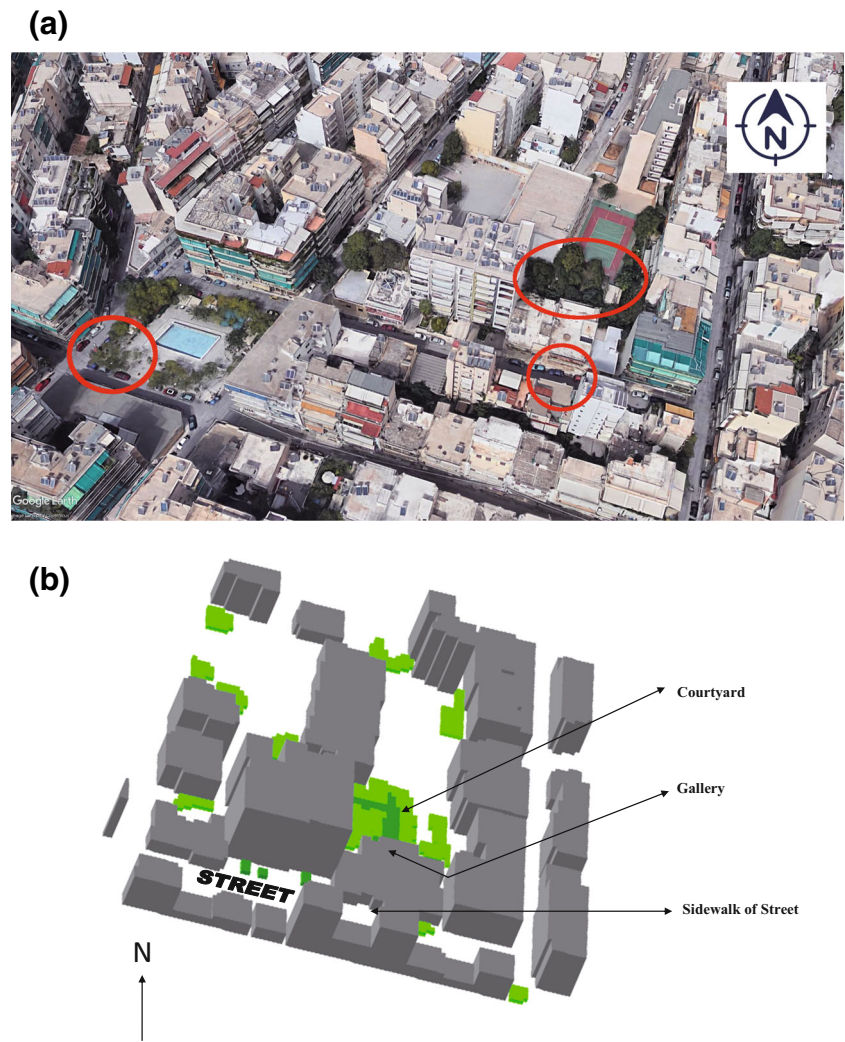 (a)
N
Google Earth
(b)
Courtyard
Gallery
STREET
Sidewalk of Street
N